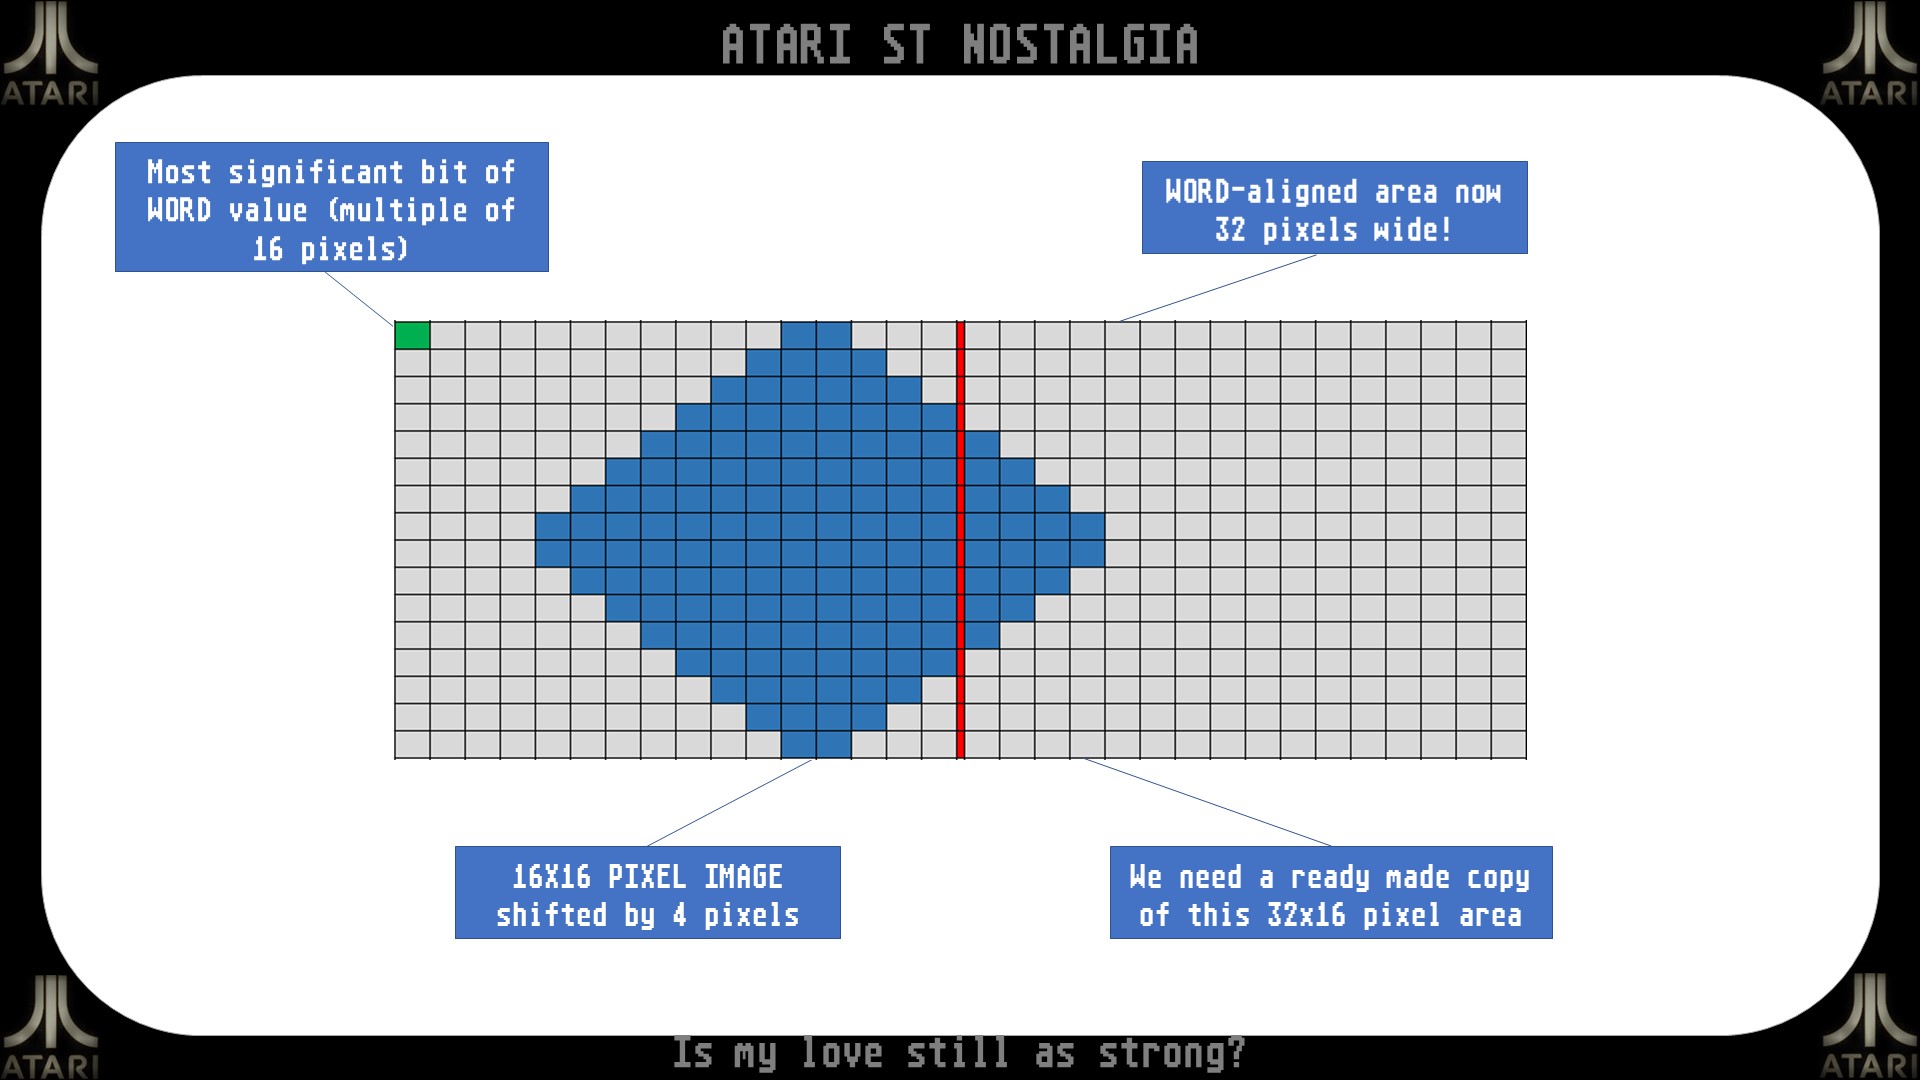 ATARI ST NOSTALGIA
ATARI
ATARI
Most significant bit of
WORD value (multiple of
16 pixels)
WORD-aligned area now
32 pixels wide!
16X16 PIXEL IMAGE
shifted by 4 pixels
We need a ready made copy
of this 32x16 pixel area
Is my love still as strong?
ATARI
ATARI